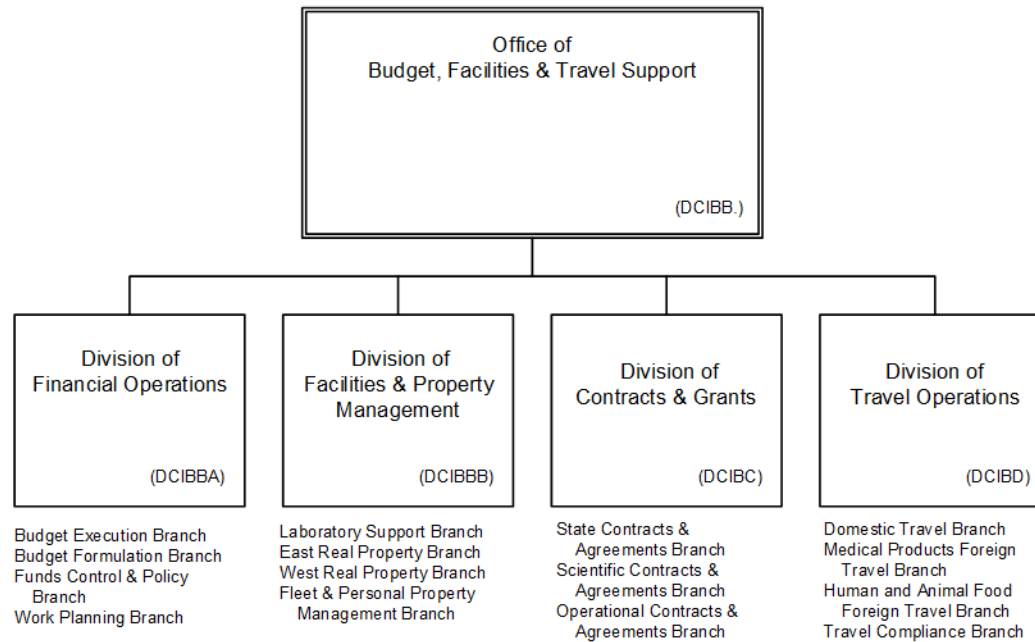 Office of
Budget, Facilities & Travel Support
(DCIBB.)
Division of
Financial Operations
(DCIBBA)
Budget Execution Branch
Budget Formulation Branch
Funds Control & Policy
Branch
Work Planning Branch
Division of
Facilities & Property
Management
(DCIBBB)
Laboratory Support Branch
East Real Property Branch
West Real Property Branch
Fleet & Personal Property
Management Branch
Division of
Contracts & Grants
(DCIBC)
State Contracts &
Agreements Branch
Scientific Contracts &
Agreements Branch
Operational Contracts &
Agreements Branch
Division of
Travel Operations
(DCIBD)
Domestic Travel Branch
Medical Products Foreign
Travel Branch
Human and Animal Food
Foreign Travel Branch
Travel Compliance Branch